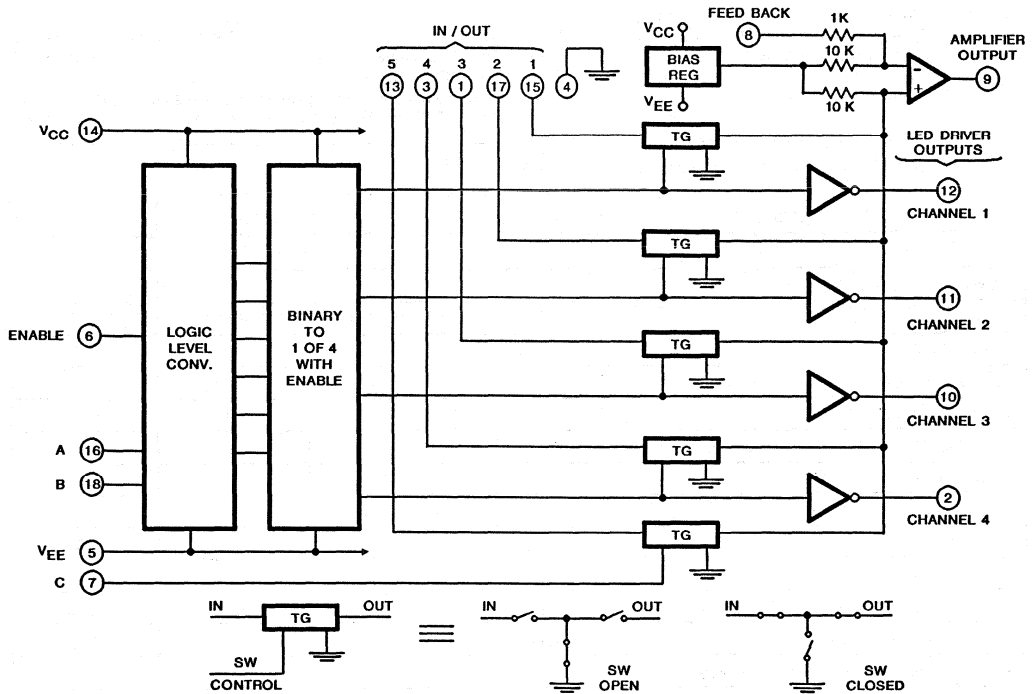 FEED BACK
8
1K
IN / OUT
VCC
10 K
AMPLIFIER
OUTPUT
5 4 3 2 1
13 3 1 17 15 4
BIAS
REG
−
+
9
VEE
10 K
VCC 14
TG
LED DRIVER
OUTPUTS
12
CHANNEL 1
TG
11
CHANNEL 2
ENABLE 6
LOGIC
LEVEL
CONV.
BINARY
TO
1 OF 4
WITH
ENABLE
TG
10
CHANNEL 3
A 16
TG
B 18
2
CHANNEL 4
VEE 5
TG
C 7
IN TG OUT
SW
CONTROL
IN OUT
SW
OPEN
IN OUT
SW
CLOSED